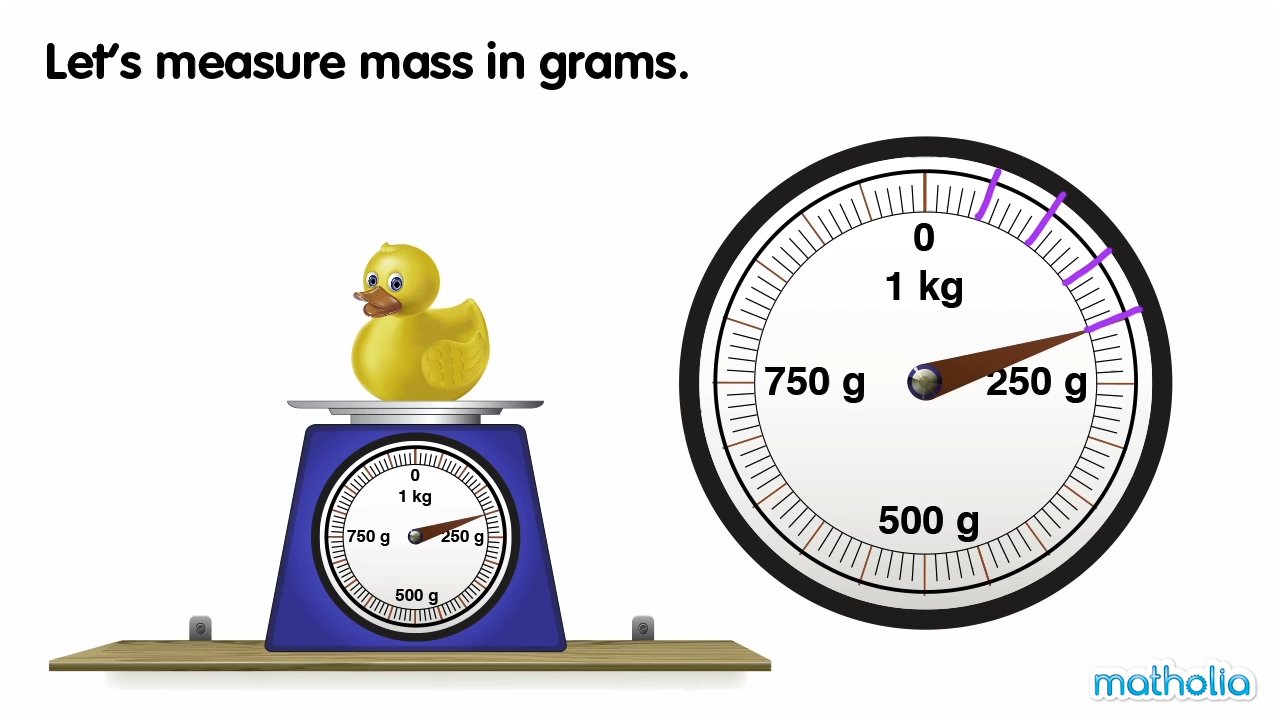 Let's measure mass in grams.
0
1 kg
750 g
250 g
500 g
0
1 kg
750 g
250 g
500 g
matholia